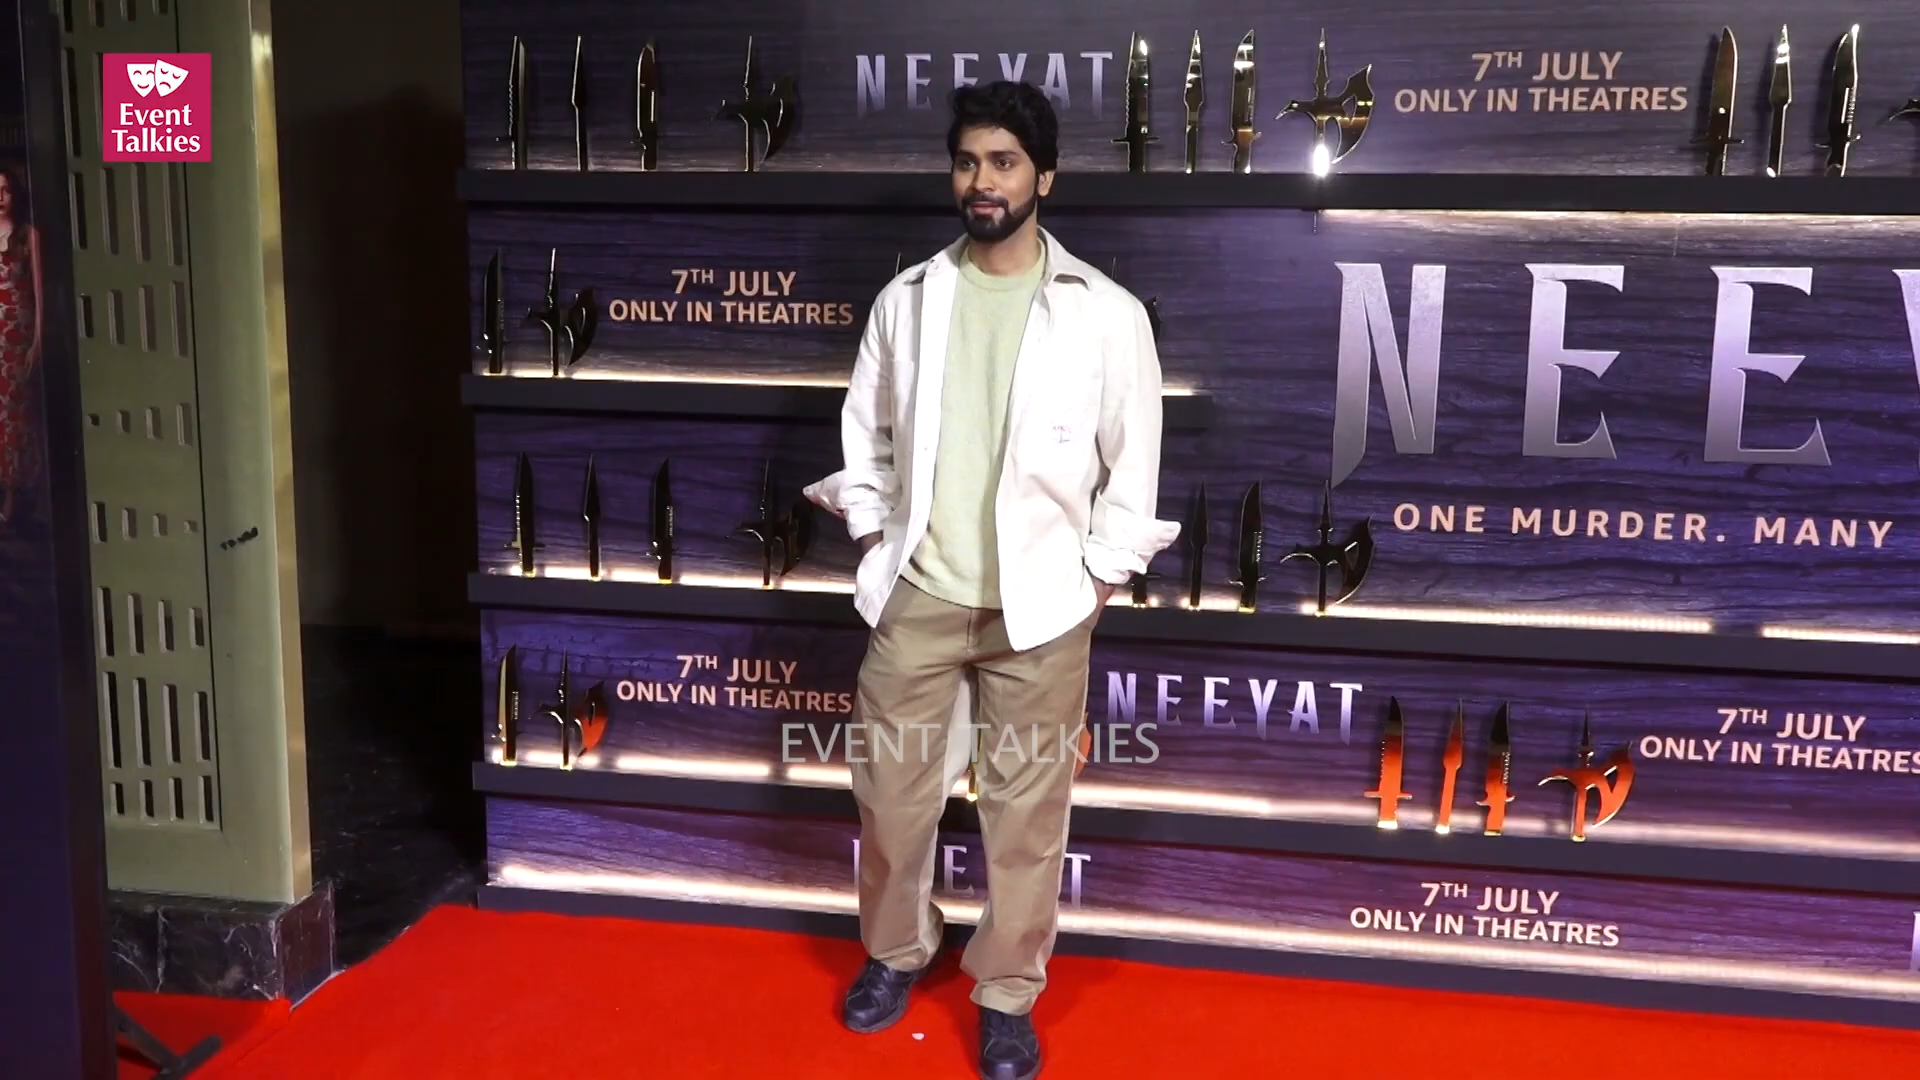 Event
Talkies
NEEYAT
7TH JULY
ONLY IN THEATRES
7TH JULY
ONLY IN THEATRES
NEEY
ONE MURDER. MANY
7TH JULY
ONLY IN THEATRES
NEEYAT
7TH JULY
ONLY IN THEATRES
EVENT TALKIES
7TH JULY
ONLY IN THEATRES